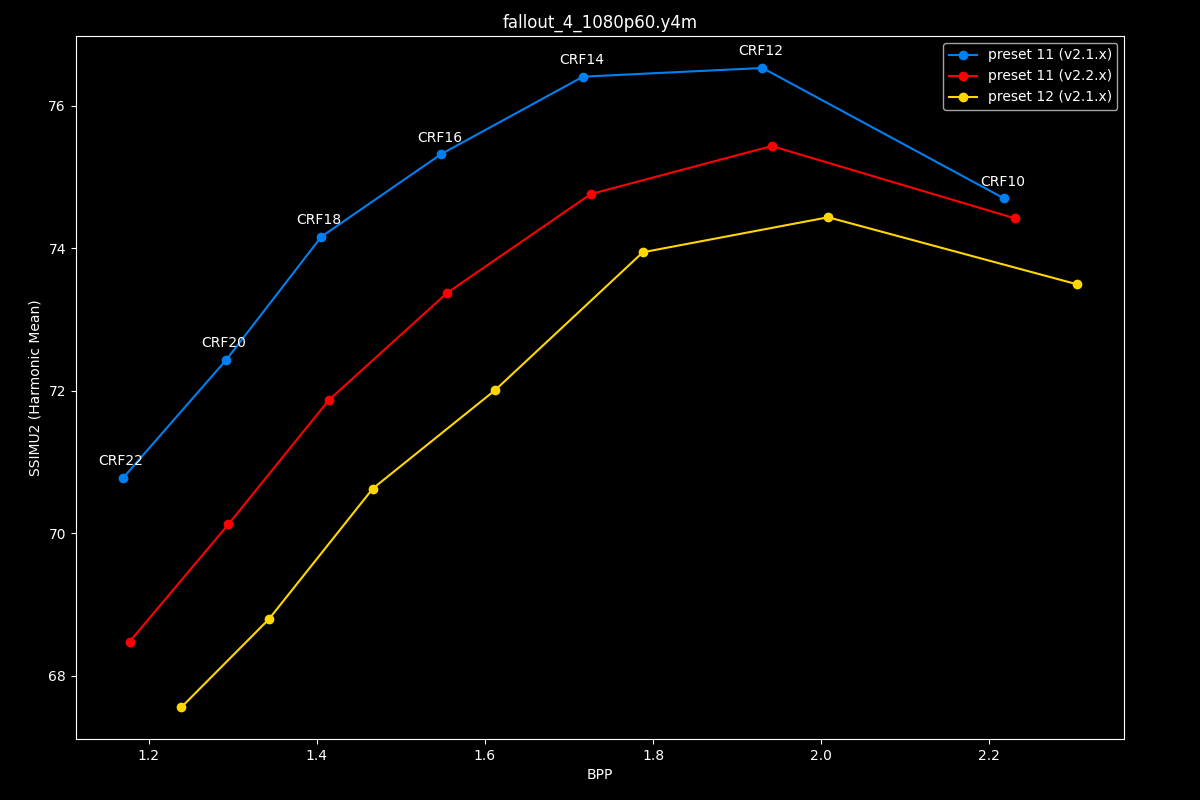 fallout_4_1080p60.y4m
CRF12
CRF14
preset 11 (v2.1.x)
preset 11 (v2.2.x)
preset 12 (v2.1.x)
76
CRF16
CRF10
CRF18
74
CRF20
72
CRF22
SSIMU2 (Harmonic Mean)
70
68
1.2 1.4 1.6 1.8 2.0 2.2
BPP